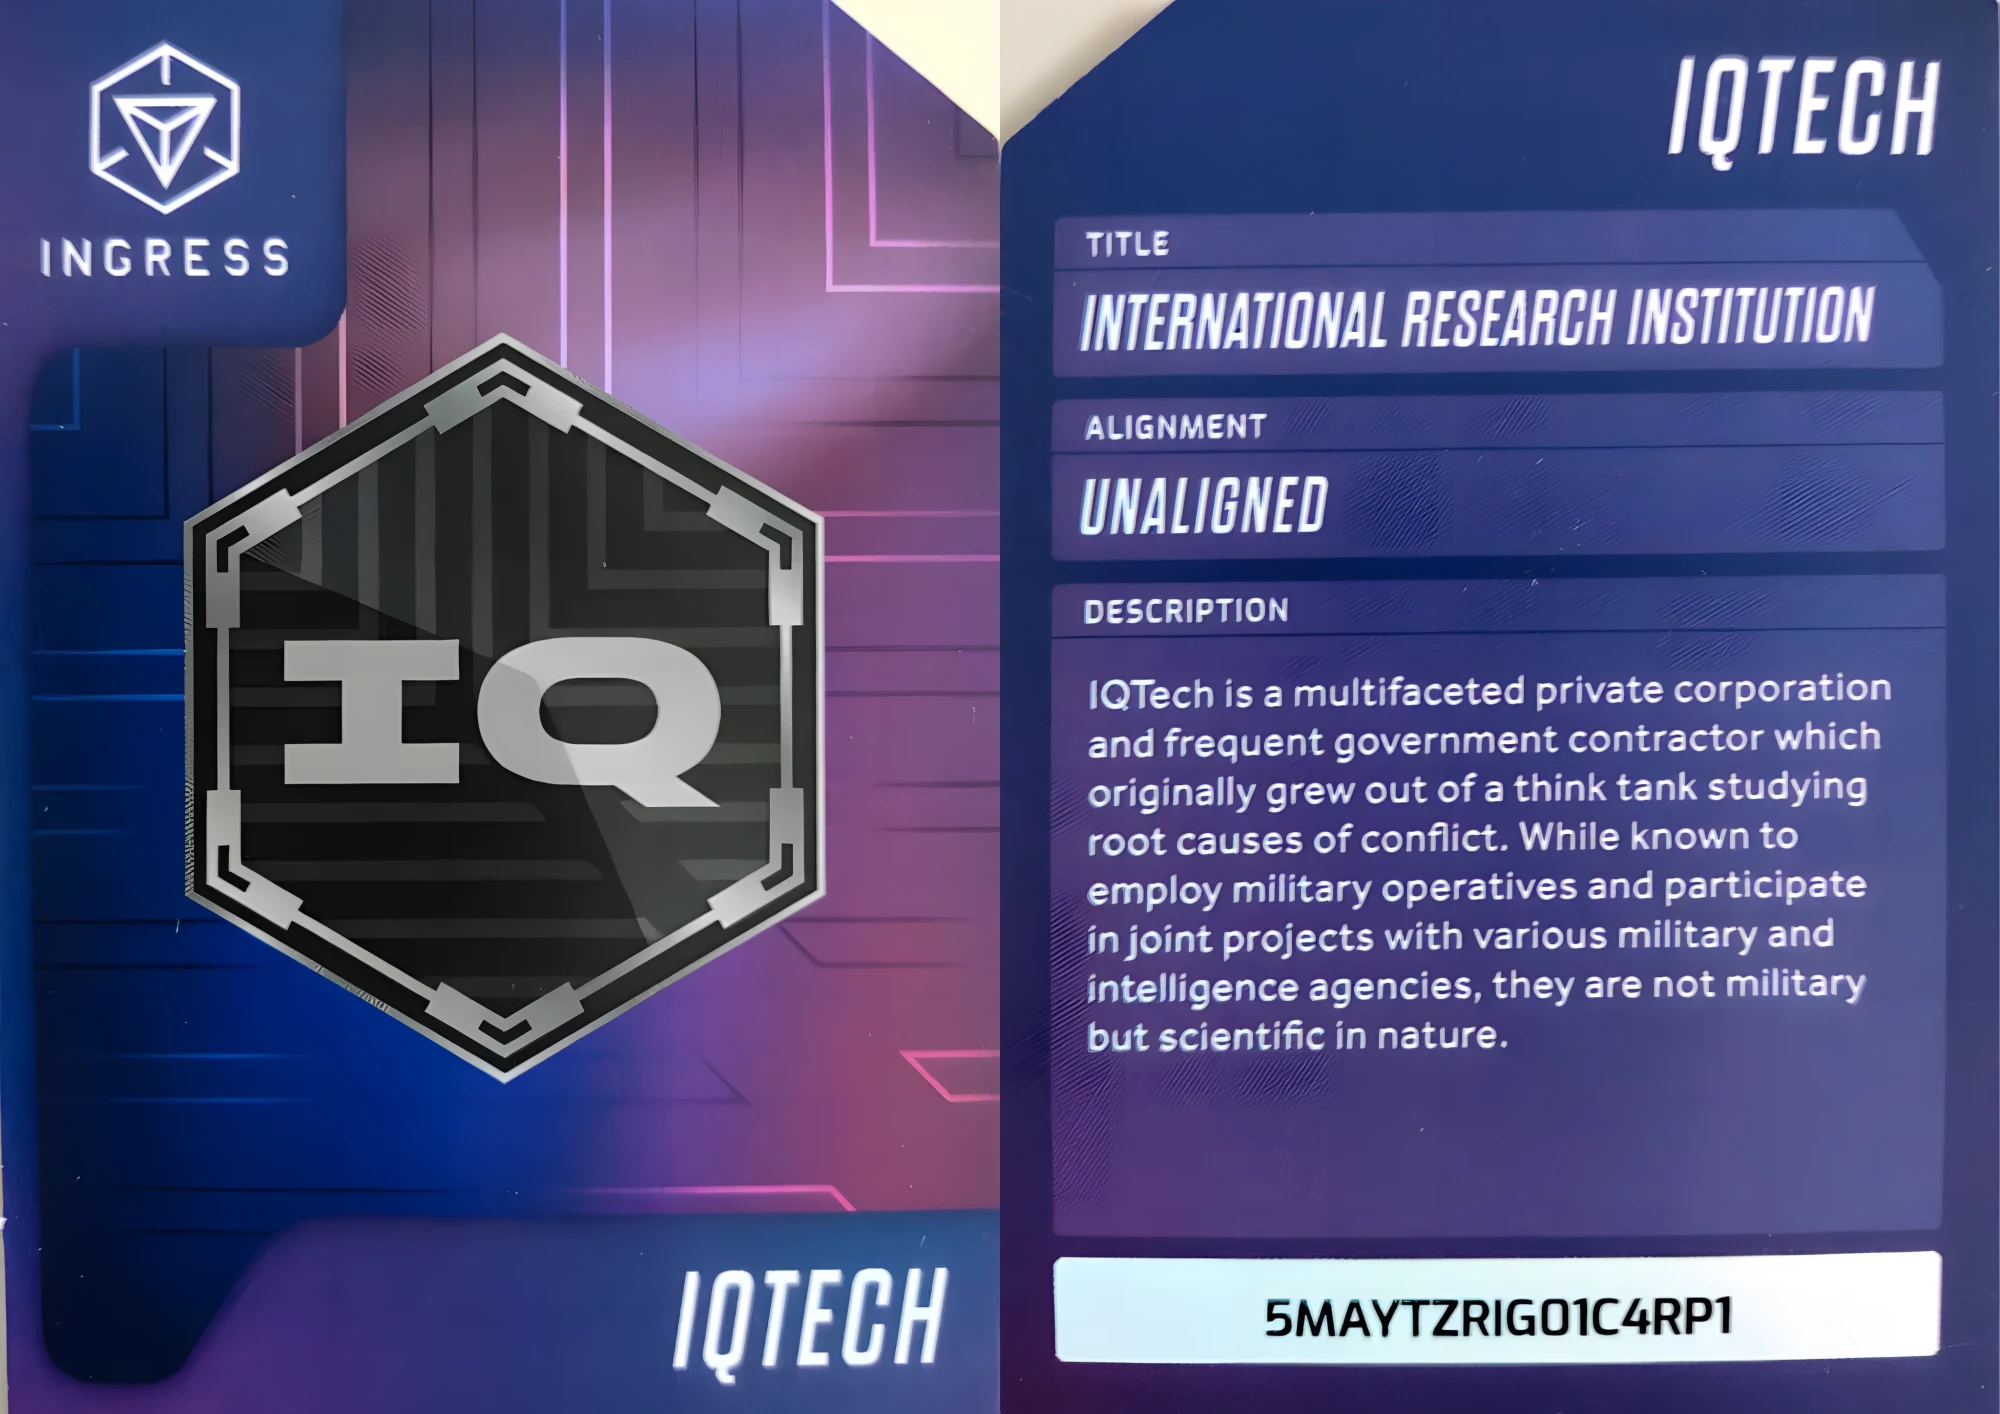 INGRESS
IQ
IQTECH
IQTECH
TITLE
INTERNATIONAL RESEARCH INSTITUTION
ALIGNMENT
UNALIGNED
DESCRIPTION
IQTech is a multifaceted private corporation
and frequent government contractor which
originally grew out of a think tank studying
root causes of conflict. While known to
employ military operatives and participate
in joint projects with various military and
intelligence agencies, they are not military
but scientific in nature.
5MAYTZRIGO1C4RP1